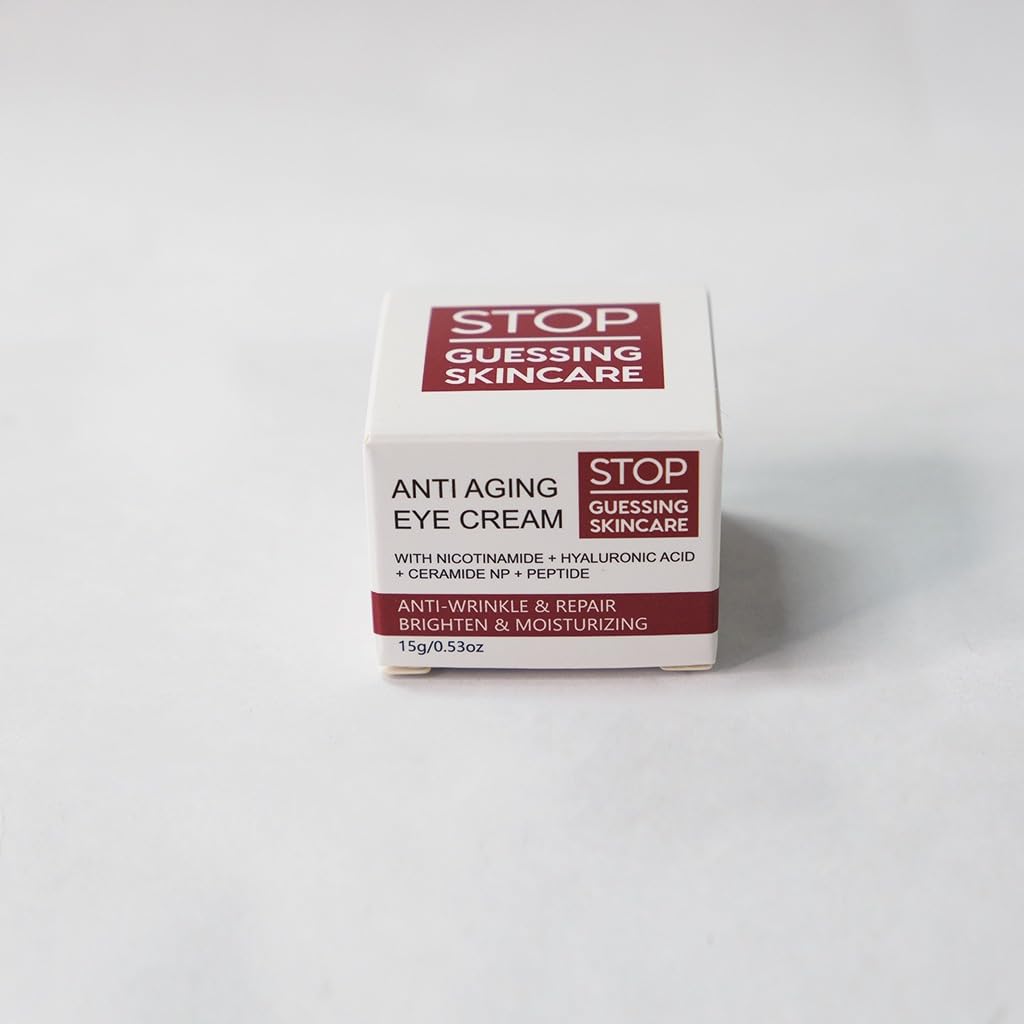 STOP
GUESSING
SKINCARE
ANTI AGING
EYE CREAM
STOP
GUESSING
SKINCARE
WITH NICOTINAMIDE + HYALURONIC ACID
+ CERAMIDE NP + PEPTIDE
ANTI-WRINKLE & REPAIR
BRIGHTEN & MOISTURIZING
15g/0.53oz